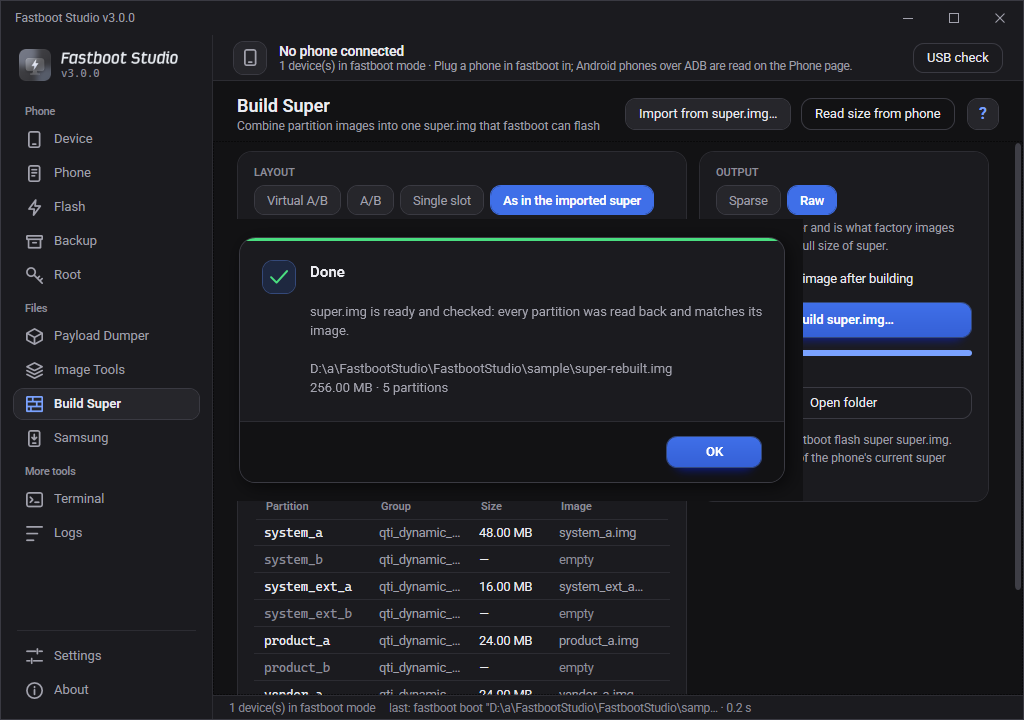 Fastboot Studio v3.0.0
Fastboot Studio
v3.0.0
Phone
Device
Phone
Flash
Backup
Root
Files
Payload Dumper
Image Tools
Build Super
Samsung
More tools
Terminal
Logs
Settings
About
No phone connected
1 device(s) in fastboot mode · Plug a phone in fastboot in; Android phones over ADB are read on the Phone page.
USB check
Build Super
Combine partition images into one super.img that fastboot can flash
Import from super.img…
Read size from phone
?
LAYOUT
Virtual A/B
A/B
Single slot
As in the imported super
OUTPUT
Sparse
Raw
and is what factory images
size of super.
image after building
super.img…
Open folder
flash super super.img.
the phone's current super
Done
super.img is ready and checked: every partition was read back and matches its
image.
D:\a\FastbootStudio\FastbootStudio\sample\super-rebuilt.img
256.00 MB · 5 partitions
OK
Partition Group Size Image
system_a qti_dynamic_… 48.00 MB system_a.img
system_b qti_dynamic_… — empty
system_ext_a qti_dynamic_… 16.00 MB system_ext_a…
system_ext_b qti_dynamic_… — empty
product_a qti_dynamic_… 24.00 MB product_a.img
product_b qti_dynamic_… — empty
vendor_a qti_dynamic_… 24.00 MB vendor_a.img
1 device(s) in fastboot mode last: fastboot boot "D:\a\FastbootStudio\FastbootStudio\samp… · 0.2 s